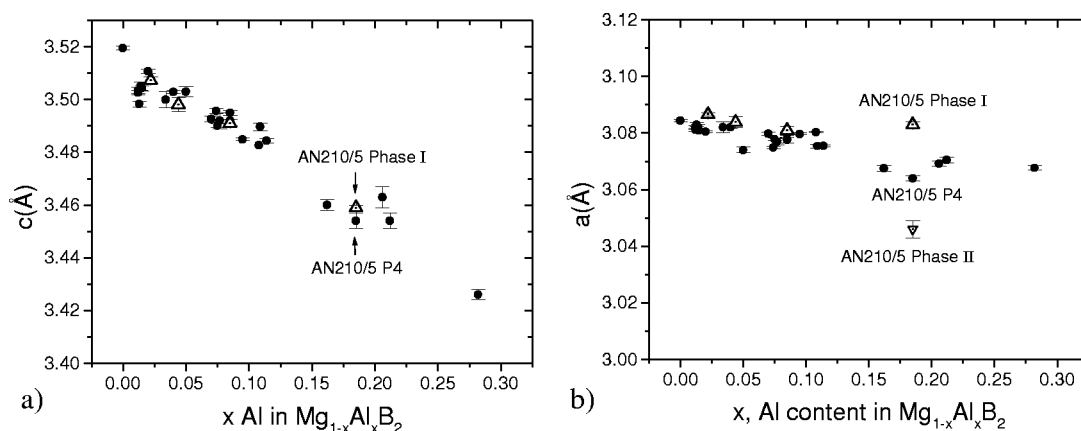 3.52
3.50
3.48
3.46
3.44
3.42
3.40
c(Å)
0.00 0.05 0.10 0.15 0.20 0.25 0.30
AN210/5 Phase I
AN210/5 P4
a)
x Al in Mg1-xAlxB2
3.12
3.10
3.08
3.06
3.04
3.02
3.00
a(Å)
0.00 0.05 0.10 0.15 0.20 0.25 0.30
AN210/5 Phase I
AN210/5 P4
AN210/5 Phase II
b)
x, Al content in Mg1-xAlxB2